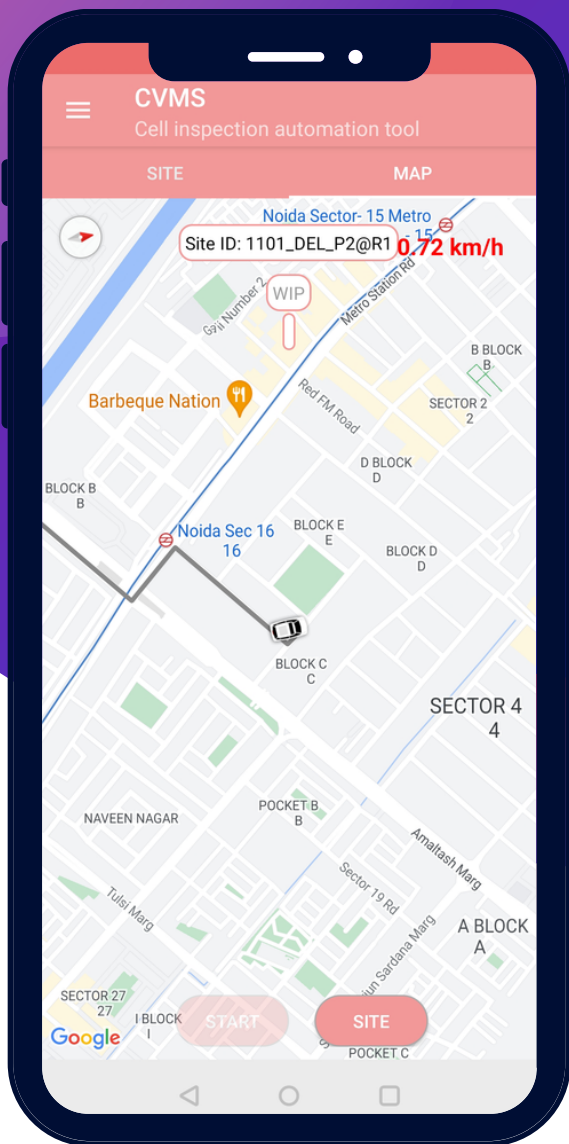 CVMS
Cell inspection automation tool
SITE
MAP
Noida Sector- 15 Metro
- 15
Site ID: 1101_DEL_P2@R1
0.72 km/h
WIP
Gali Number 2
Metro Station Rd
B BLOCK
B
Barbeque Nation
Red FM Road
SECTOR 2
2
D BLOCK
D
BLOCK B
B
Noida Sec 16
16
BLOCK E
E
BLOCK D
D
BLOCK C
C
SECTOR 4
4
NAVEEN NAGAR
POCKET B
B
Amaltash Marg
Sector 19 Rd
Tulsi Marg
A BLOCK
A
Sardana Marg
SECTOR 27
27
I BLOCK
I
START
SITE
Google
POCKET C